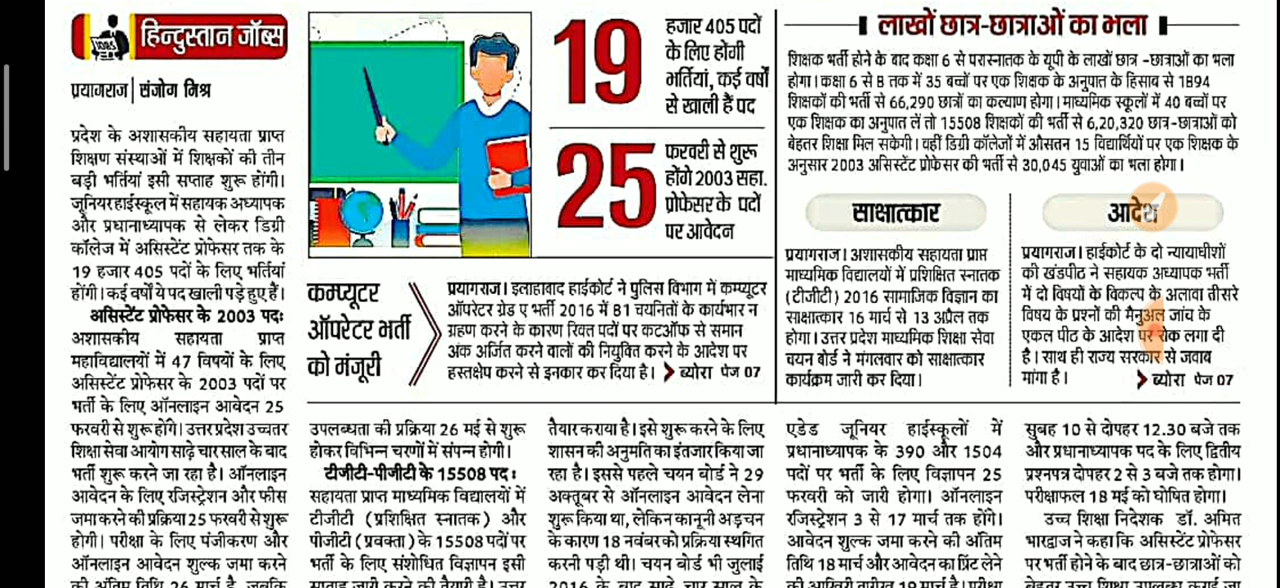 हिन्दुस्तान जॉब्स
JOBS
प्रयागराज | संजोग मिश्र
प्रदेश के अशासकीय सहायता प्राप्त
शिक्षण संस्थाओं में शिक्षकों की तीन
बड़ी भर्तियां इसी सप्ताह शुरू होंगी।
जूनियर हाईस्कूल में सहायक अध्यापक
और प्रधानाध्यापक से लेकर डिग्री
कॉलेज में असिस्टेंट प्रोफेसर तक के
19 हजार 405 पदों के लिए भर्तियां
होंगी। कई वर्षों ये पद खाली पड़े हुए हैं।
असिस्टेंट प्रोफेसर के 2003 पदः
अशासकीय सहायता प्राप्त
महाविद्यालयों में 47 विषयों के लिए
असिस्टेंट प्रोफेसर के 2003 पदों पर
भर्ती के लिए ऑनलाइन आवेदन 25
फरवरी से शुरू होंगे। उत्तर प्रदेश उच्चतर
शिक्षा सेवा आयोग साढ़े चार साल के बाद
भर्ती शुरू करने जा रहा है। ऑनलाइन
आवेदन के लिए रजिस्ट्रेशन और फीस
जमा करने की प्रक्रिया 25 फरवरी से शुरू
होगी। परीक्षा के लिए पंजीकरण और
ऑनलाइन आवेदन शुल्क जमा करने
की अंतिम तिथि 26 मार्च है, जबकि
19
हजार 405 पदों
के लिए होंगी
भर्तियां, कई वर्षों
से खाली हैं पद
25
फरवरी से शुरू
होंगे 2003 सहा.
प्रोफेसर के पदों
पर आवेदन
कम्प्यूटर
ऑपरेटर भर्ती
को मंजूरी
प्रयागराज। इलाहाबाद हाईकोर्ट ने पुलिस विभाग में कम्प्यूटर
ऑपरेटर ग्रेड ए भर्ती 2016 में 81 चयनितों के कार्यभार न
ग्रहण करने के कारण रिक्त पदों पर कटऑफ से समान
अंक अर्जित करने वालों की नियुक्ति करने के आदेश पर
हस्तक्षेप करने से इनकार कर दिया है। ब्योरा पेज 07
लाखों छात्र-छात्राओं का भला
शिक्षक भर्ती होने के बाद कक्षा 6 से परास्नातक के यूपी के लाखों छात्र -छात्राओं का भला
होगा। कक्षा 6 से 8 तक में 35 बच्चों पर एक शिक्षक के अनुपात के हिसाब से 1894
शिक्षकों की भर्ती से 66,290 छात्रों का कल्याण होगा। माध्यमिक स्कूलों में 40 बच्चों पर
एक शिक्षक का अनुपात लें तो 15508 शिक्षकों की भर्ती से 6,20,320 छात्र-छात्राओं को
बेहतर शिक्षा मिल सकेगी। वहीं डिग्री कॉलेजों में औसतन 15 विद्यार्थियों पर एक शिक्षक के
अनुसार 2003 असिस्टेंट प्रोफेसर की भर्ती से 30,045 युवाओं का भला होगा।
साक्षात्कार
प्रयागराज। अशासकीय सहायता प्राप्त
माध्यमिक विद्यालयों में प्रशिक्षित स्नातक
(टीजीटी) 2016 सामाजिक विज्ञान का
साक्षात्कार 16 मार्च से 13 अप्रैल तक
होगा। उत्तर प्रदेश माध्यमिक शिक्षा सेवा
चयन बोर्ड ने मंगलवार को साक्षात्कार
कार्यक्रम जारी कर दिया।
आदेश
प्रयागराज। हाईकोर्ट के दो न्यायाधीशों
की खंडपीठ ने सहायक अध्यापक भर्ती
में दो विषयों के विकल्प के अलावा तीसरे
विषय के प्रश्नों की मैनुअल जांच के
एकल पीठ के आदेश पर रोक लगा दी
है। साथ ही राज्य सरकार से जवाब
मांगा है। ब्योरा पेज 07
उपलब्धता की प्रक्रिया 26 मई से शुरू
होकर विभिन्न चरणों में संपन्न होगी।
टीजीटी-पीजीटी के 15508 पद :
सहायता प्राप्त माध्यमिक विद्यालयों में
टीजीटी (प्रशिक्षित स्नातक) और
पीजीटी (प्रवक्ता) के 15508 पदों पर
भर्ती के लिए संशोधित विज्ञापन इसी
सप्ताह जारी करने की तैयारी है। उत्तर
तैयार कराया है। इसे शुरू करने के लिए
शासन की अनुमति का इंतजार किया जा
रहा है। इससे पहले चयन बोर्ड ने 29
अक्तूबर से ऑनलाइन आवेदन लेना
शुरू किया था, लेकिन कानूनी अड़चन
के कारण 18 नवंबर को प्रक्रिया स्थगित
करनी पड़ी थी। चयन बोर्ड भी जुलाई
2016 के बाद साढ़े चार साल के
एडेड जूनियर हाईस्कूलों में
प्रधानाध्यापक के 390 और 1504
पदों पर भर्ती के लिए विज्ञापन 25
फरवरी को जारी होगा। ऑनलाइन
रजिस्ट्रेशन 3 से 17 मार्च तक होंगे।
आवेदन शुल्क जमा करने की अंतिम
तिथि 18 मार्च और आवेदन का प्रिंट लेने
की आखिरी तारीख 19 मार्च है। परीक्षा
सुबह 10 से दोपहर 12.30 बजे तक
और प्रधानाध्यापक पद के लिए द्वितीय
प्रश्नपत्र दोपहर 2 से 3 बजे तक होगा।
परीक्षाफल 18 मई को घोषित होगा।
उच्च शिक्षा निदेशक डॉ. अमित
भारद्वाज ने कहा कि असिस्टेंट प्रोफेसर
पर भर्ती होने के बाद छात्र-छात्राओं को
बेहतर उच्च शिक्षा उपलब्ध कराई जा